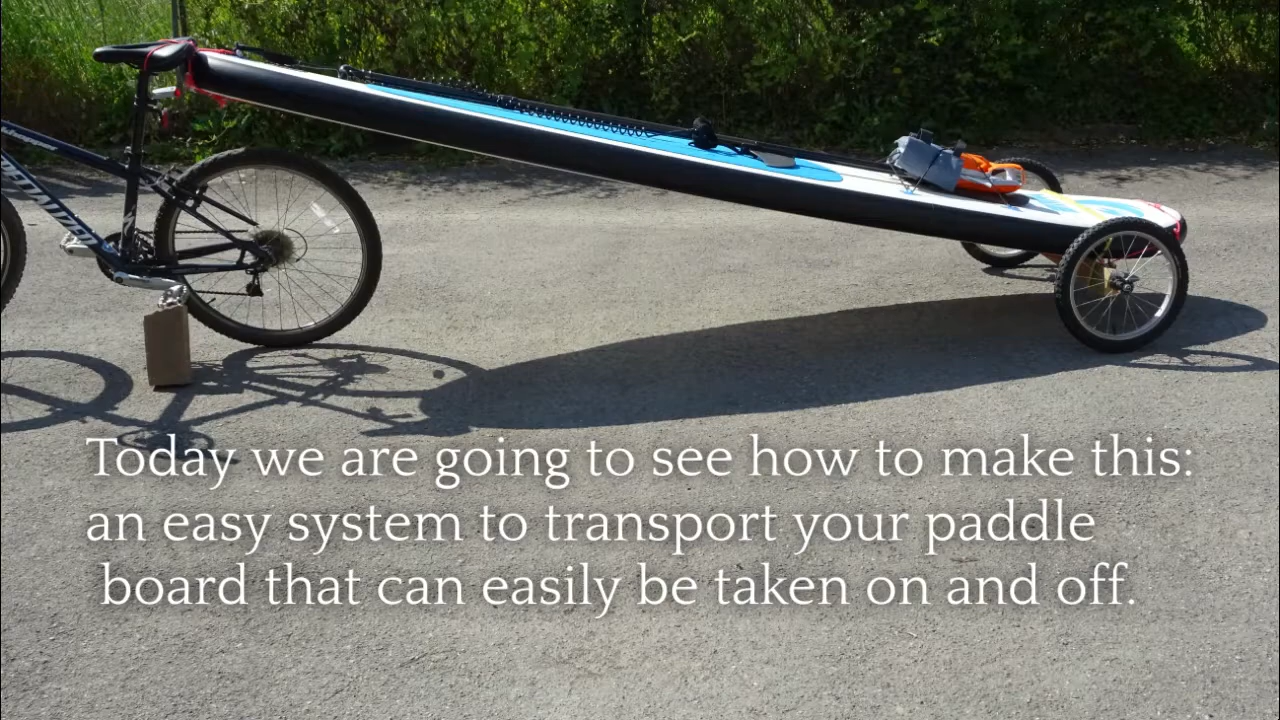 SPECIALIZED
Today we are going to see how to make this:
an easy system to transport your paddle
board that can easily be taken on and off.